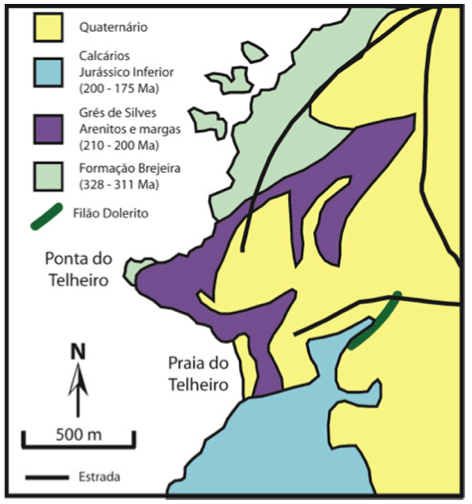 Quaternário
Calcários
Jurássico Inferior
(200 - 175 Ma)
Grés de Silves
Arenitos e margas
(210 - 200 Ma)
Formação Brejeira
(328 - 311 Ma)
Filão Dolerito
Ponta do
Telheiro
Praia do
Telheiro
N
500 m
Estrada